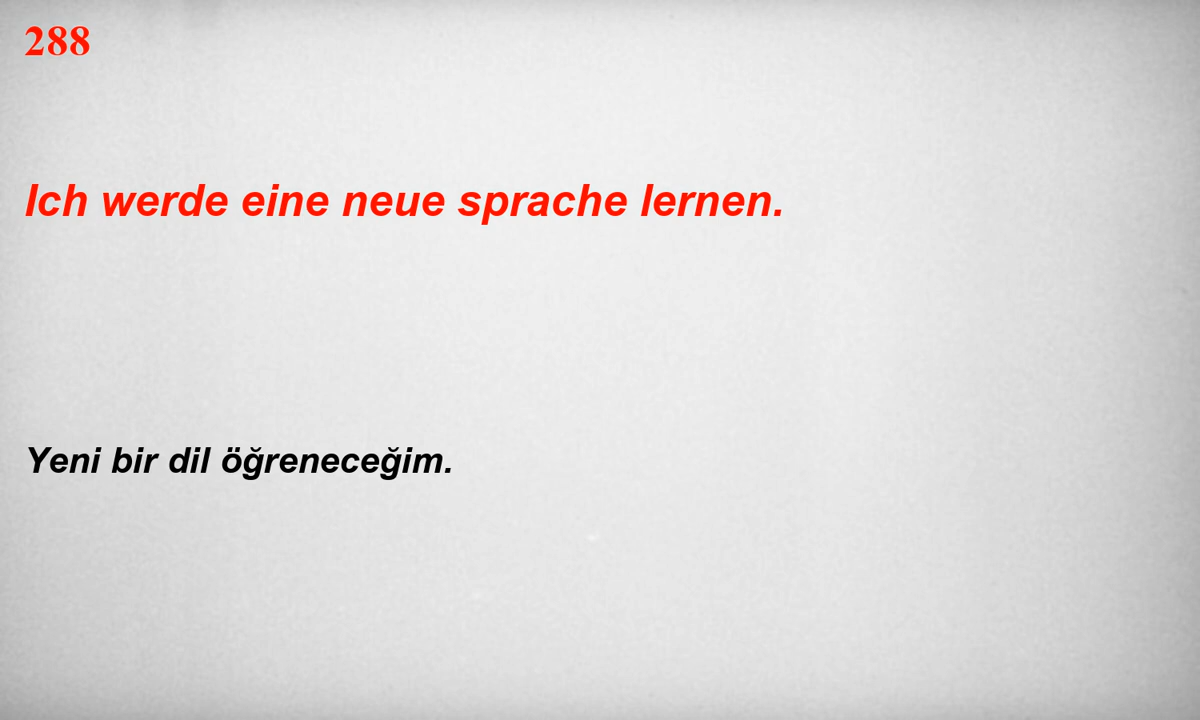 288
Ich werde eine neue sprache lernen.
Yeni bir dil öğreneceğim.